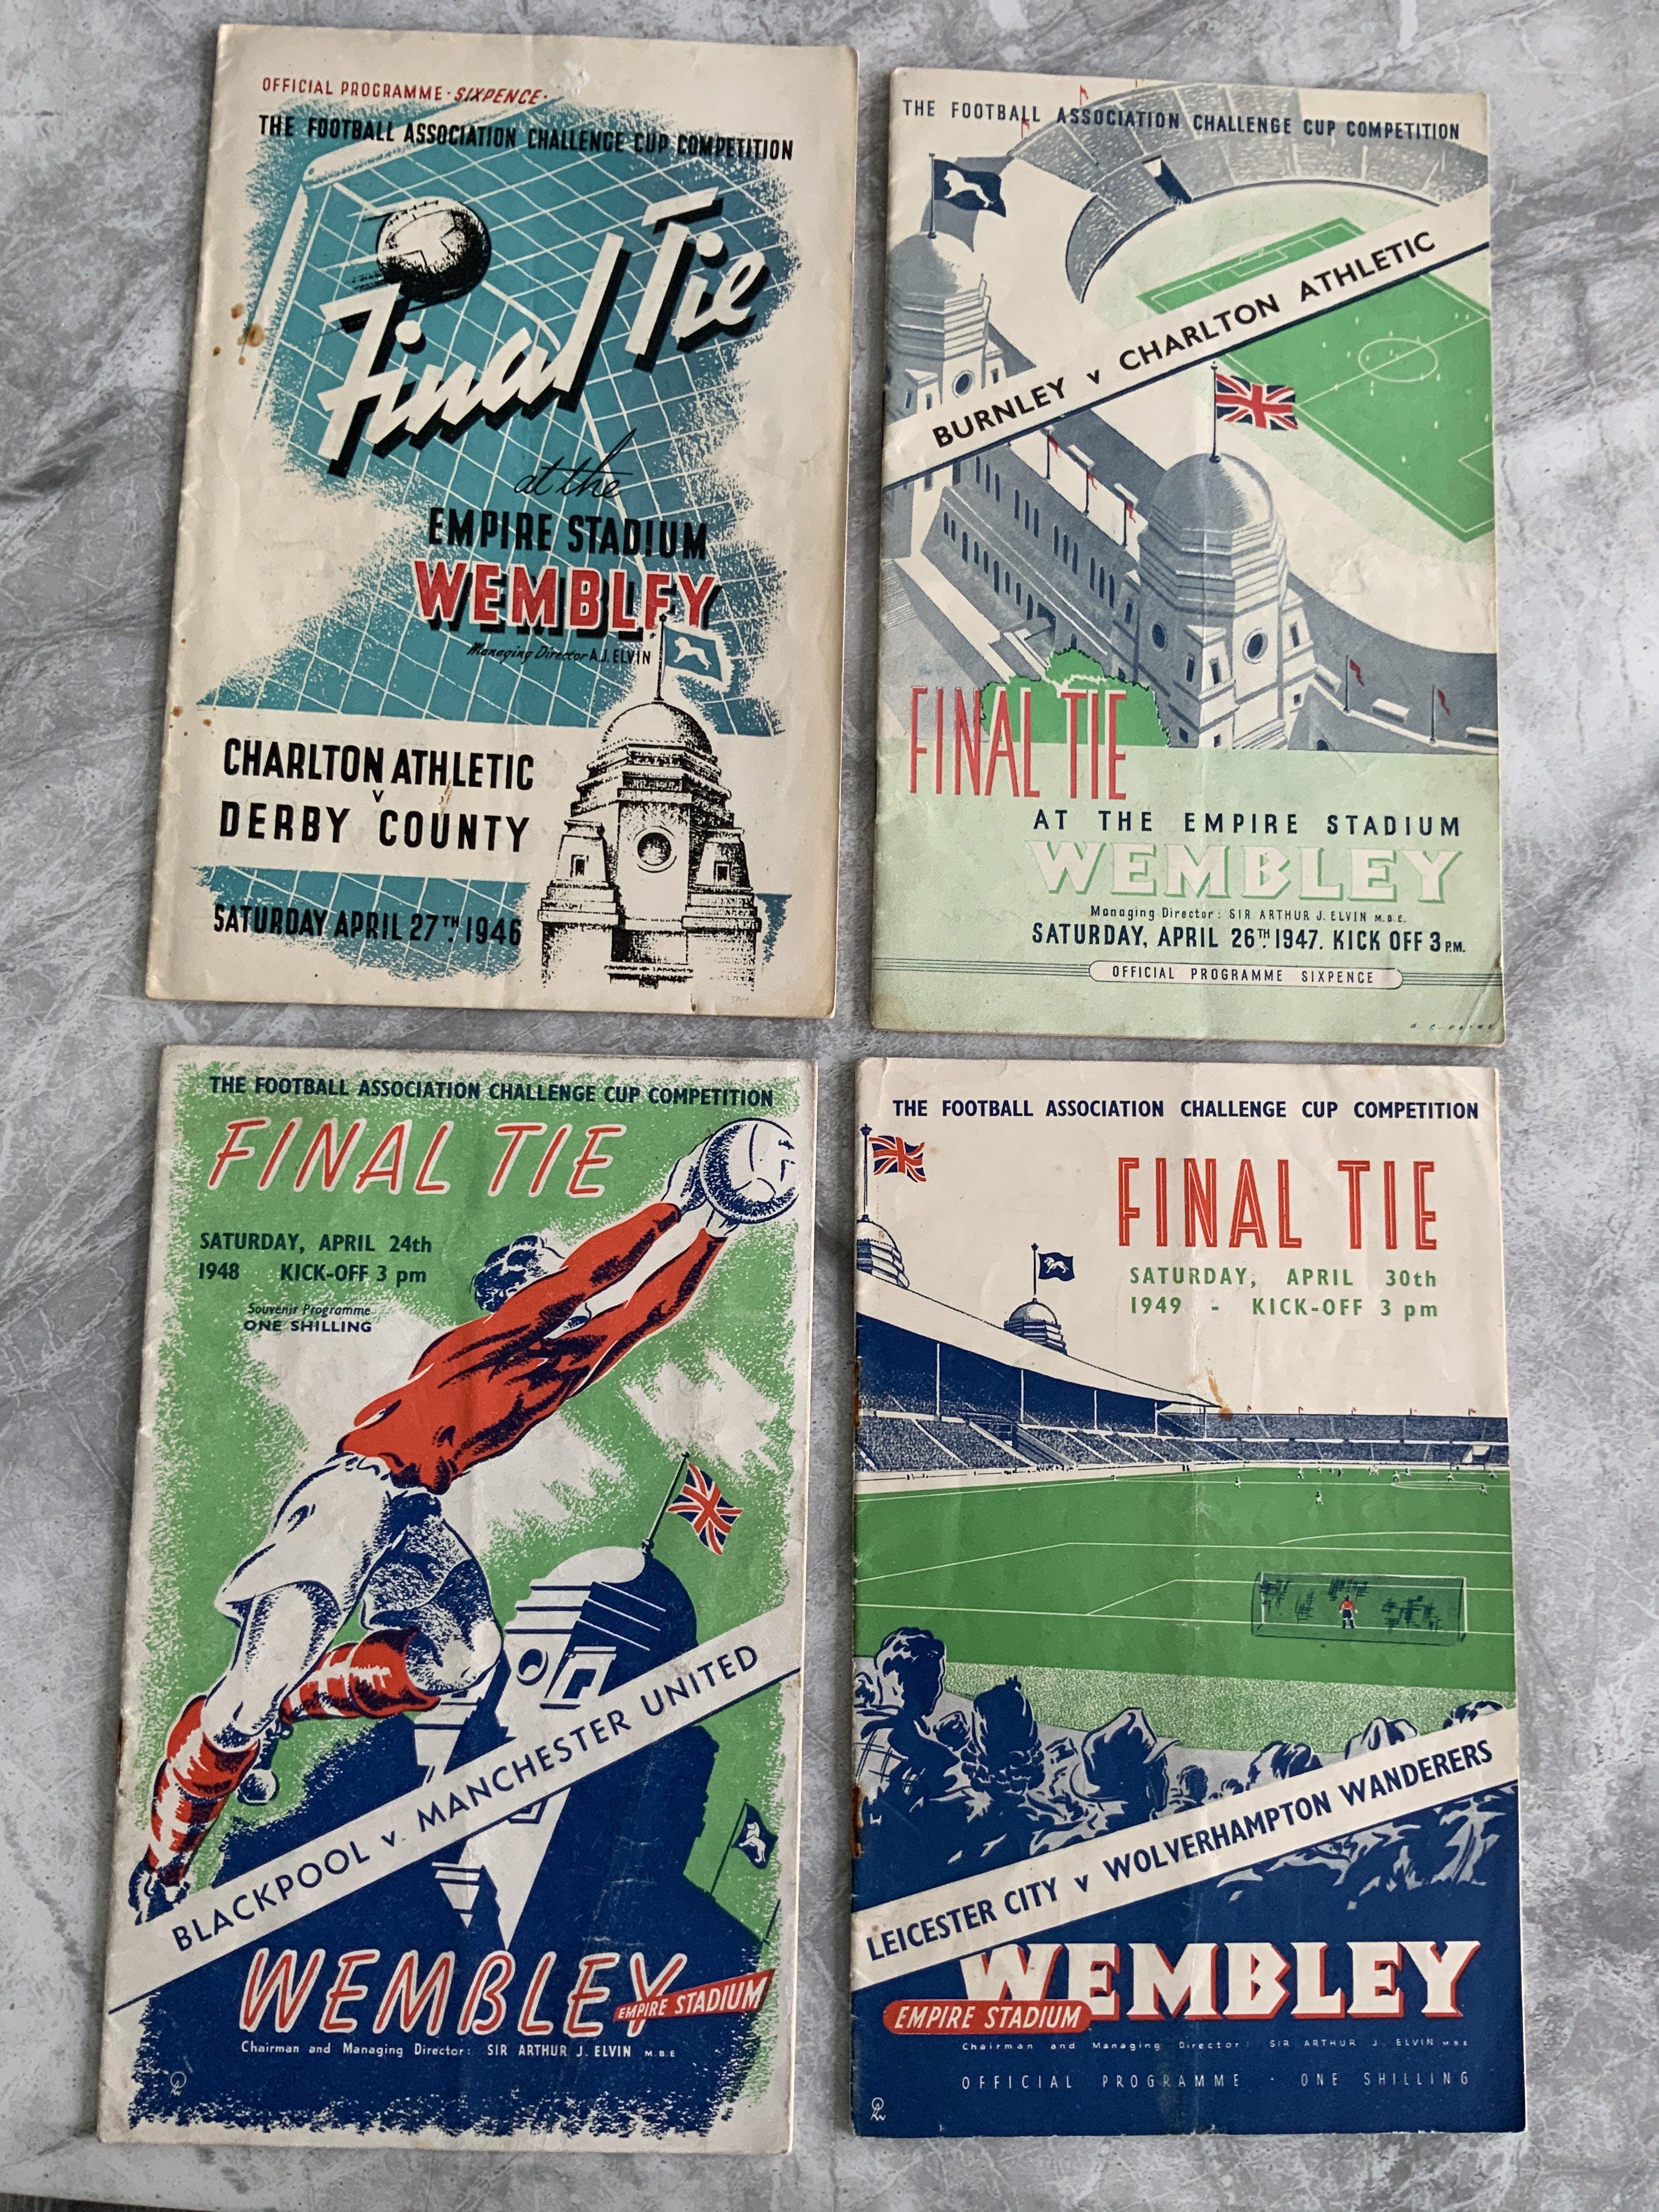 OFFICIAL PROGRAMME · SIXPENCE ·
THE FOOTBALL ASSOCIATION CHALLENGE CUP COMPETITION
Final Tie
at the
EMPIRE STADIUM
WEMBLEY
Managing Director A.J. ELVIN
CHARLTON ATHLETIC
v
DERBY COUNTY
SATURDAY APRIL 27TH 1946
THE FOOTBALL ASSOCIATION CHALLENGE CUP COMPETITION
BURNLEY v CHARLTON ATHLETIC
FINAL TIE
AT THE EMPIRE STADIUM
WEMBLEY
Managing Director: SIR ARTHUR J. ELVIN M.B.E.
SATURDAY, APRIL 26TH 1947. KICK OFF 3 P.M.
OFFICIAL PROGRAMME SIXPENCE
THE FOOTBALL ASSOCIATION CHALLENGE CUP COMPETITION
FINAL TIE
SATURDAY, APRIL 24th
1948 KICK-OFF 3 pm
Souvenir Programme
ONE SHILLING
BLACKPOOL v. MANCHESTER UNITED
WEMBLEY
EMPIRE STADIUM
Chairman and Managing Director: SIR ARTHUR J. ELVIN M.B.E
THE FOOTBALL ASSOCIATION CHALLENGE CUP COMPETITION
FINAL TIE
SATURDAY, APRIL 30th
1949 - KICK-OFF 3 pm
LEICESTER CITY v WOLVERHAMPTON WANDERERS
WEMBLEY
EMPIRE STADIUM
Chairman and Managing Director: SIR ARTHUR J. ELVIN M B E
OFFICIAL PROGRAMME · ONE SHILLING